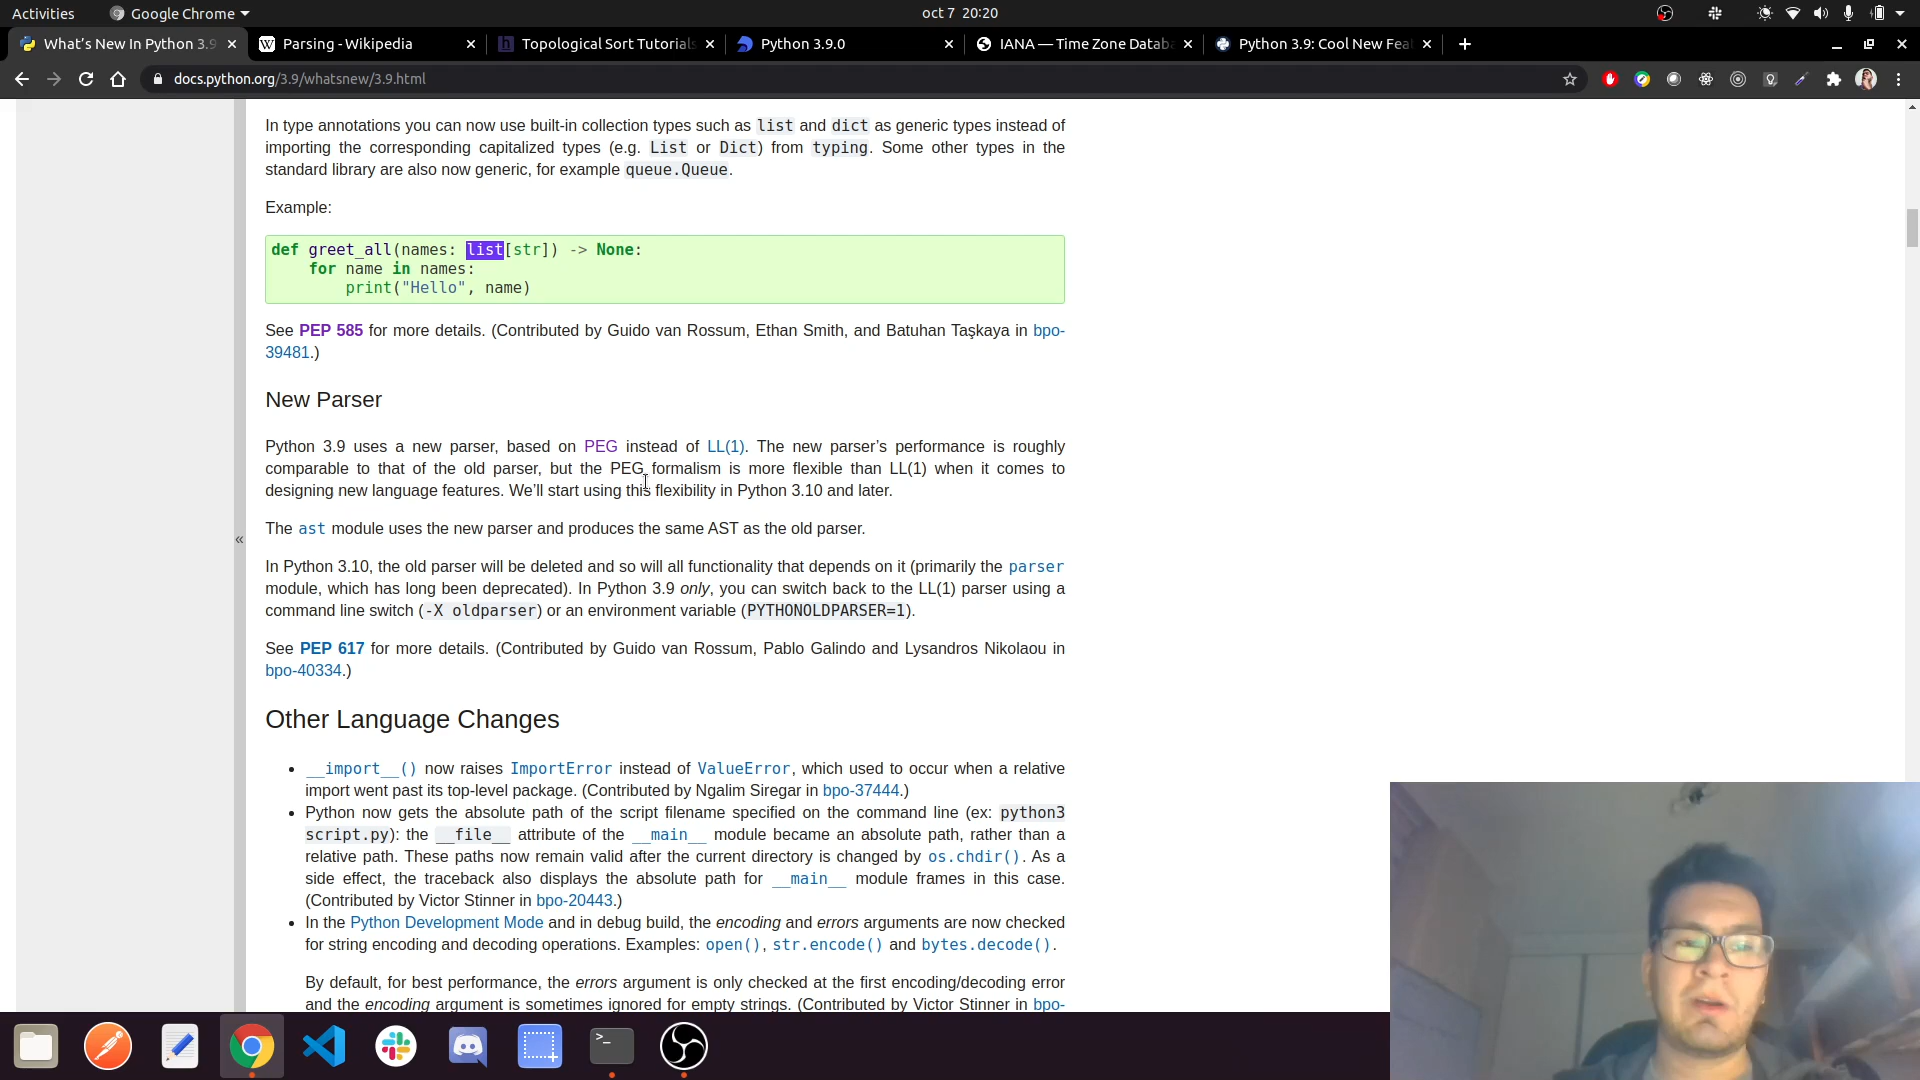 Activities
Google Chrome
oct 7 20:20
What's New In Python 3.9
Parsing - Wikipedia
Topological Sort Tutorials
Python 3.9.0
IANA — Time Zone Databa
Python 3.9: Cool New Fea
docs.python.org/3.9/whatsnew/3.9.html
In type annotations you can now use built-in collection types such as list and dict as generic types instead of
importing the corresponding capitalized types (e.g. List or Dict) from typing. Some other types in the
standard library are also now generic, for example queue.Queue.
Example:
def greet_all(names: list[str]) -> None:
for name in names:
print("Hello", name)
See PEP 585 for more details. (Contributed by Guido van Rossum, Ethan Smith, and Batuhan Taşkaya in bpo-
39481.)
New Parser
Python 3.9 uses a new parser, based on PEG instead of LL(1). The new parser's performance is roughly
comparable to that of the old parser, but the PEG formalism is more flexible than LL(1) when it comes to
designing new language features. We'll start using this flexibility in Python 3.10 and later.
The ast module uses the new parser and produces the same AST as the old parser.
In Python 3.10, the old parser will be deleted and so will all functionality that depends on it (primarily the parser
module, which has long been deprecated). In Python 3.9 only, you can switch back to the LL(1) parser using a
command line switch (-X oldparser) or an environment variable (PYTHONOLDPARSER=1).
See PEP 617 for more details. (Contributed by Guido van Rossum, Pablo Galindo and Lysandros Nikolaou in
bpo-40334.)
Other Language Changes
• __import__() now raises ImportError instead of ValueError, which used to occur when a relative
import went past its top-level package. (Contributed by Ngalim Siregar in bpo-37444.)
• Python now gets the absolute path of the script filename specified on the command line (ex: python3
script.py): the __file__ attribute of the __main__ module became an absolute path, rather than a
relative path. These paths now remain valid after the current directory is changed by os.chdir(). As a
side effect, the traceback also displays the absolute path for __main__ module frames in this case.
(Contributed by Victor Stinner in bpo-20443.)
• In the Python Development Mode and in debug build, the encoding and errors arguments are now checked
for string encoding and decoding operations. Examples: open(), str.encode() and bytes.decode().
By default, for best performance, the errors argument is only checked at the first encoding/decoding error
and the encoding argument is sometimes ignored for empty strings. (Contributed by Victor Stinner in bpo-